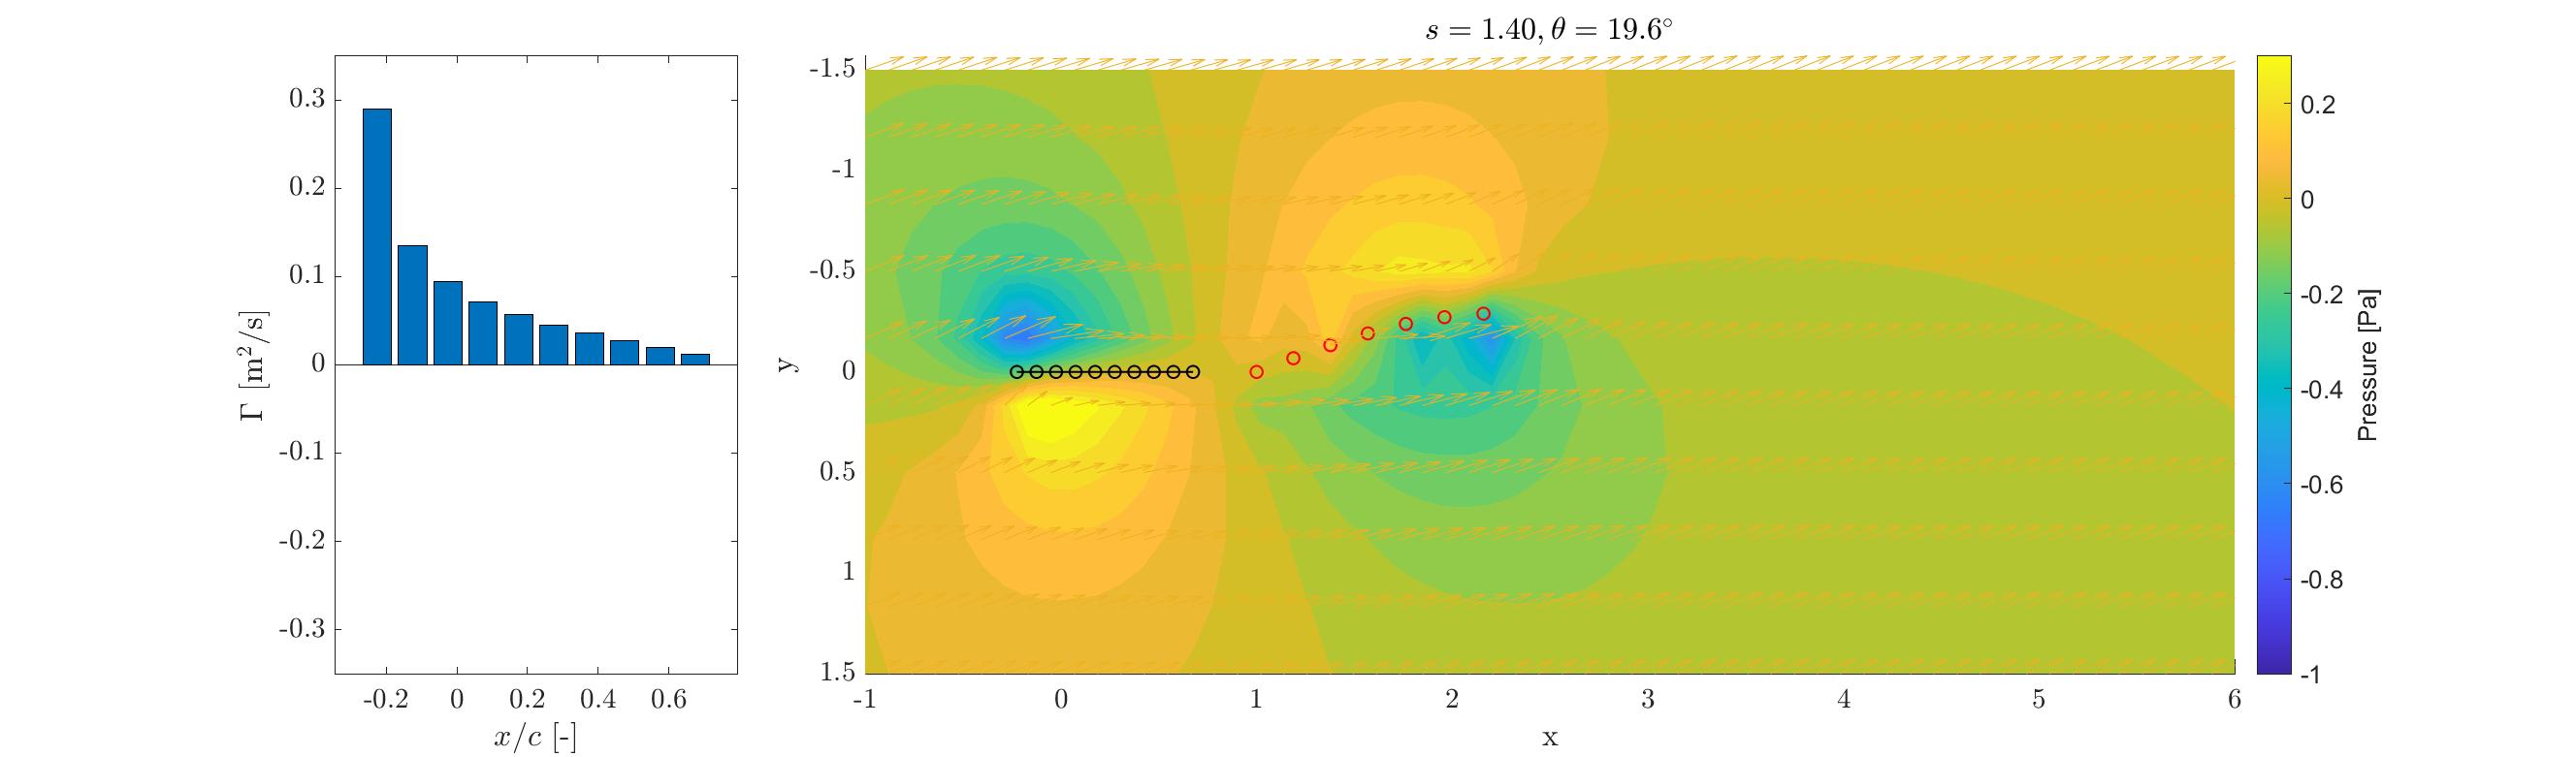 s = 1.40, θ = 19.6°
0.3
0.2
0.1
0
-0.1
-0.2
-0.3
Γ [m²/s]
-0.2 0 0.2 0.4 0.6
x/c [-]
-1.5
-1
-0.5
0
0.5
1
1.5
y
-1 0 1 2 3 4 5 6
x
0.2
0
-0.2
-0.4
-0.6
-0.8
-1
Pressure [Pa]